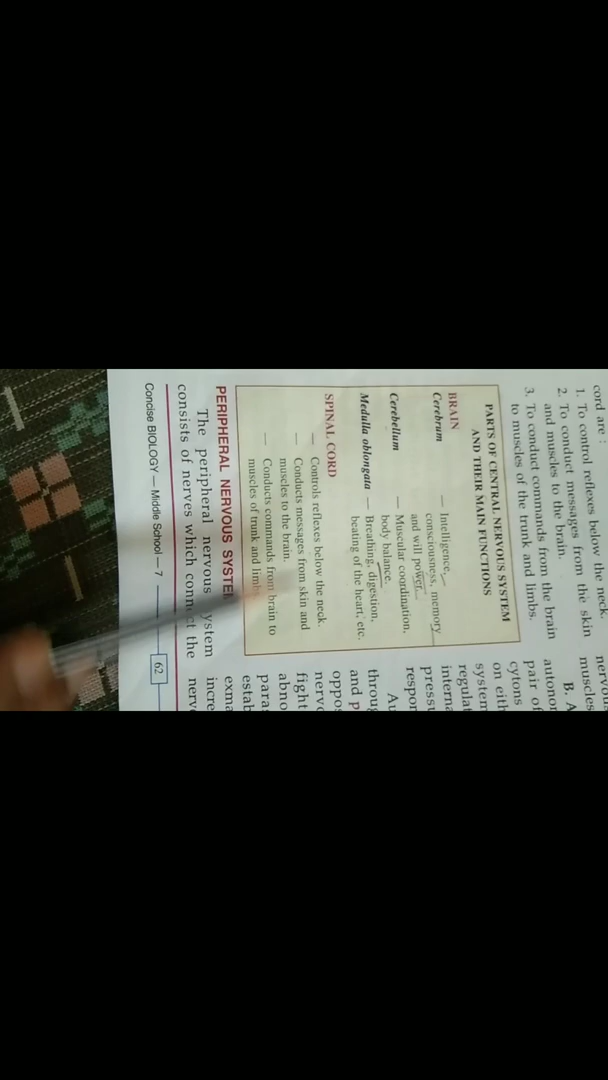 cord are :
1. To control reflexes below the neck.
2. To conduct messages from the skin
and muscles to the brain.
3. To conduct commands from the brain
to muscles of the trunk and limbs.
PARTS OF CENTRAL NERVOUS SYSTEM
AND THEIR MAIN FUNCTIONS
BRAIN
Cerebrum — Intelligence,
consciousness, memory
and will power.
Cerebellum — Muscular coordination,
body balance.
Medulla oblongata — Breathing, digestion,
beating of the heart, etc.
SPINAL CORD
— Controls reflexes below the neck.
— Conducts messages from skin and
muscles to the brain.
— Conducts commands from brain to
muscles of trunk and limbs.
PERIPHERAL NERVOUS SYSTEM
The peripheral nervous system
consists of nerves which connect the
Concise BIOLOGY — Middle School — 7
62
nervou
muscles
B. A
autonor
pair of
cytons
on eith
system
regulat
interna
pressu
respon
Au
throug
and p
oppos
nervo
fight
abno
para
estab
exma
incre
nerv